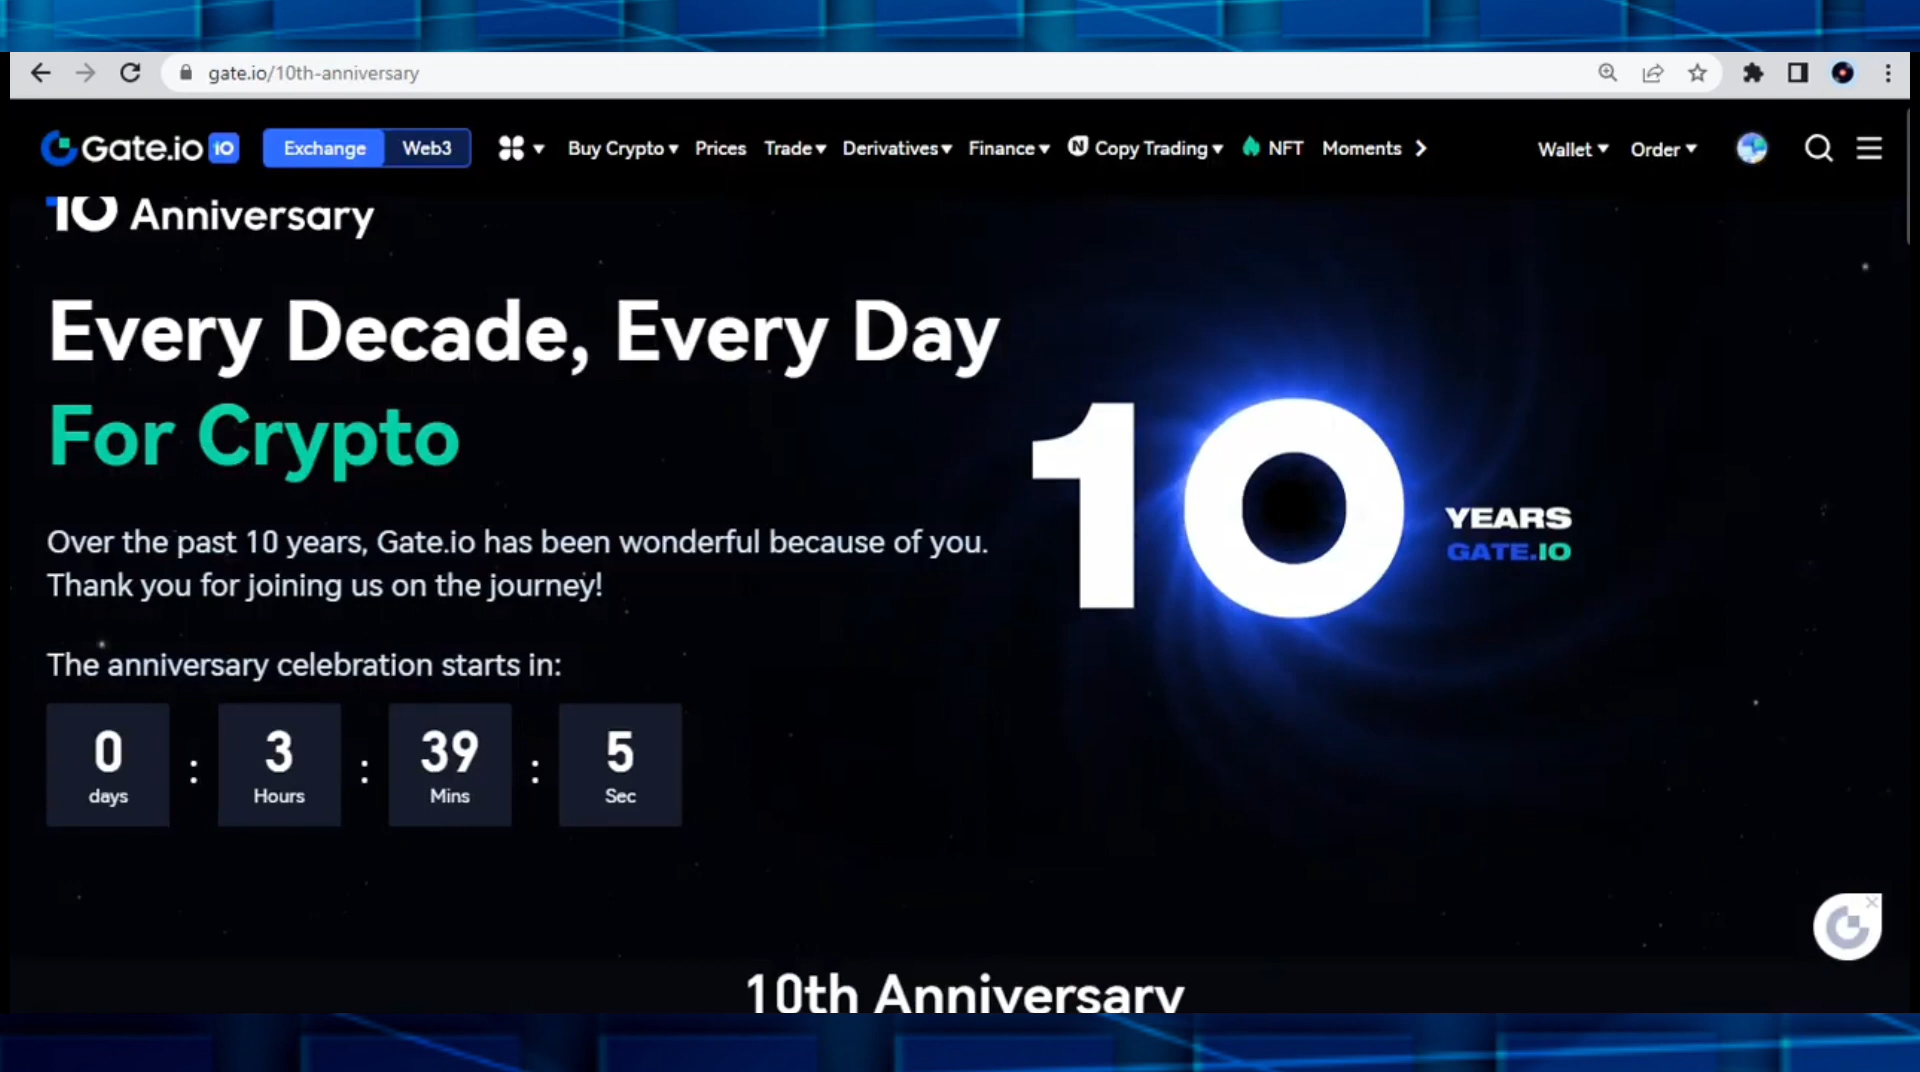 gate.io/10th-anniversary
Gate.io 10 Exchange Web3 Buy Crypto Prices Trade Derivatives Finance N Copy Trading NFT Moments Wallet Order
10 Anniversary
Every Decade, Every Day
For Crypto
10
YEARS
GATE.IO
Over the past 10 years, Gate.io has been wonderful because of you.
Thank you for joining us on the journey!
The anniversary celebration starts in:
0 : 3 : 39 : 5
days Hours Mins Sec
10th Anniversary